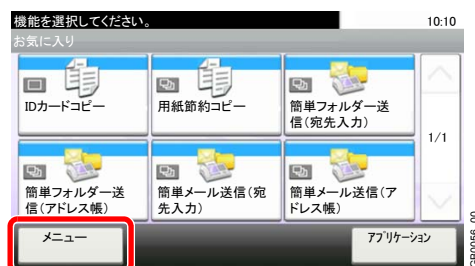 機能を選択してください。
10:10
お気に入り
IDカードコピー
用紙節約コピー
簡単フォルダー送
信(宛先入力)
1/1
簡単フォルダー送
信(アドレス帳)
簡単メール送信(宛
先入力)
簡単メール送信(ア
ドレス帳)
メニュー
アプリケーション